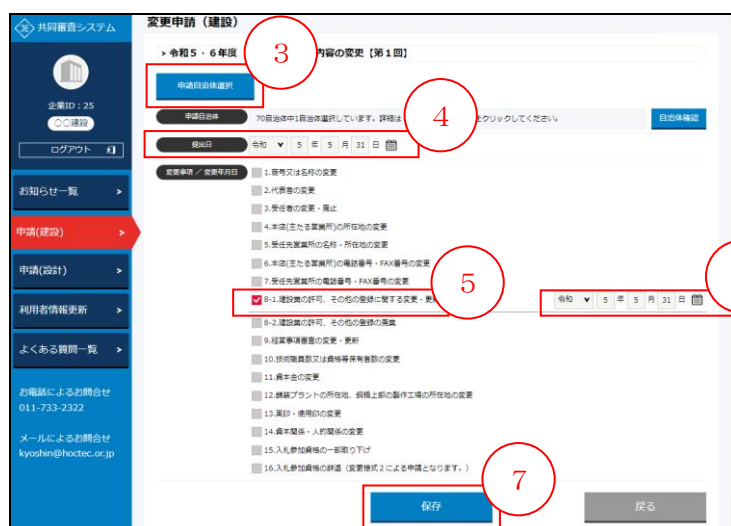 共同審査システム
企業ID：25
〇〇建設
ログアウト
お知らせ一覧 >
申請(建設) >
申請(設計) >
利用者情報更新 >
よくある質問一覧 >
お電話によるお問合せ
011-733-2322
メールによるお問合せ
kyoshin@hoctec.or.jp
変更申請（建設）
› 令和５・６年度 内容の変更【第１回】
3
申請自治体選択
申請自治体 70自治体中1自治体選択しています。詳細は をクリックしてください。 自治体確認
4
提出日 令和 ▼ 5 年 5 月 31 日
変更事項 ／ 変更年月日
1.商号又は名称の変更
2.代表者の変更
3.受任者の変更・廃止
4.本店(主たる営業所)の所在地の変更
5.受任先営業所の名称・所在地の変更
6.本店(主たる営業所)の電話番号・FAX番号の変更
7.受任先営業所の電話番号・FAX番号の変更
8-1.建設業の許可、その他の登録に関する変更・更新 令和 ▼ 5 年 5 月 31 日
5
8-2.建設業の許可、その他の登録の廃業
9.経営事項審査の変更・更新
10.技術職員数又は資格等保有者数の変更
11.資本金の変更
12.舗装プラントの所在地、鋼橋上部の製作工場の所在地の変更
13.実印・使用印の変更
14.資本関係・人的関係の変更
15.入札参加資格の一部取り下げ
16.入札参加資格の辞退（変更様式２による申請となります。）
7
保存
戻る